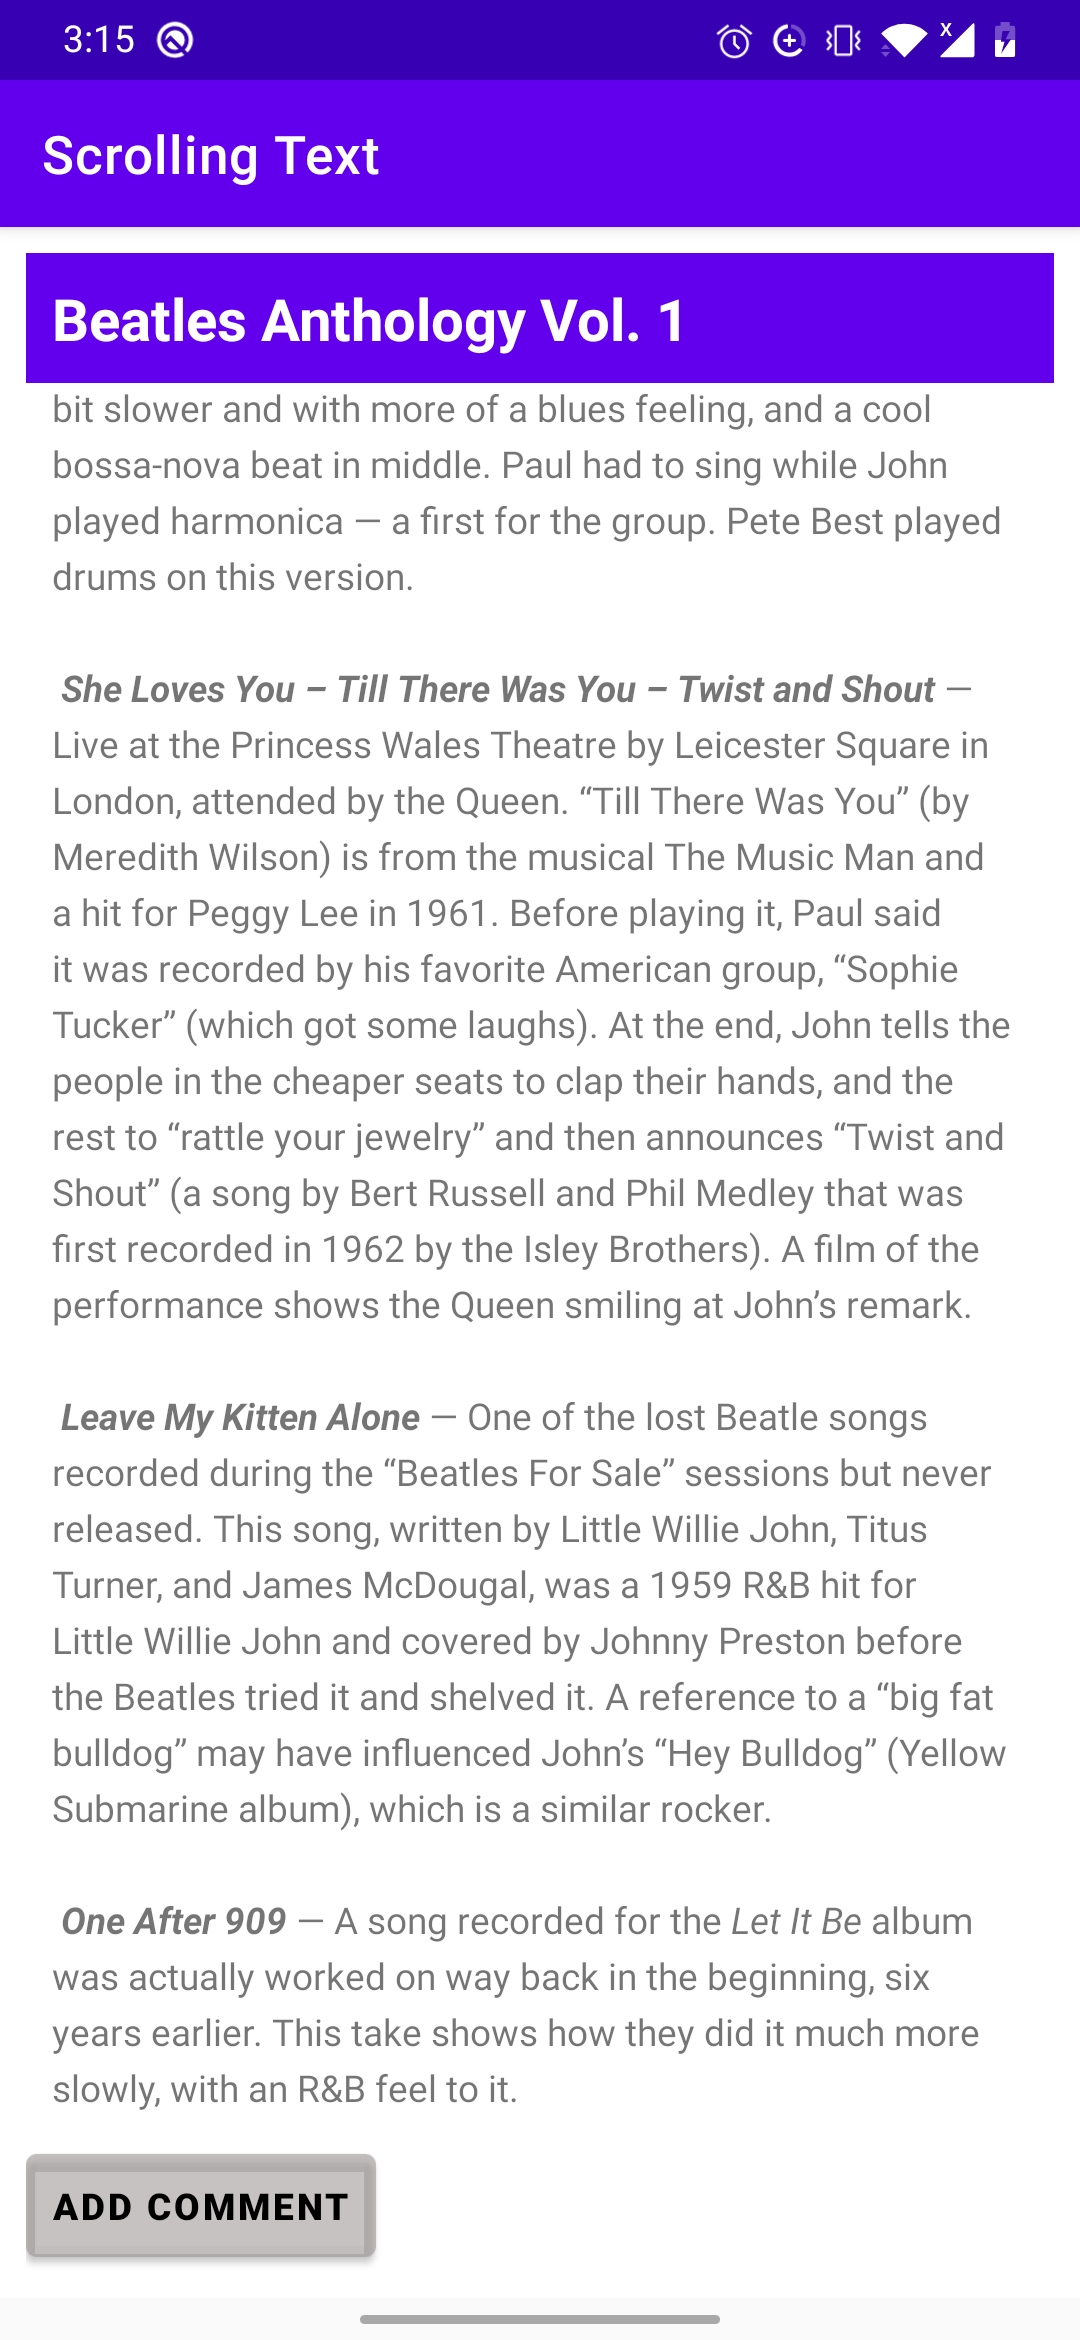 3:15
X
Scrolling Text
Beatles Anthology Vol. 1
bit slower and with more of a blues feeling, and a cool
bossa-nova beat in middle. Paul had to sing while John
played harmonica — a first for the group. Pete Best played
drums on this version.
She Loves You – Till There Was You – Twist and Shout —
Live at the Princess Wales Theatre by Leicester Square in
London, attended by the Queen. “Till There Was You” (by
Meredith Wilson) is from the musical The Music Man and
a hit for Peggy Lee in 1961. Before playing it, Paul said
it was recorded by his favorite American group, “Sophie
Tucker” (which got some laughs). At the end, John tells the
people in the cheaper seats to clap their hands, and the
rest to “rattle your jewelry” and then announces “Twist and
Shout” (a song by Bert Russell and Phil Medley that was
first recorded in 1962 by the Isley Brothers). A film of the
performance shows the Queen smiling at John’s remark.
Leave My Kitten Alone — One of the lost Beatle songs
recorded during the “Beatles For Sale” sessions but never
released. This song, written by Little Willie John, Titus
Turner, and James McDougal, was a 1959 R&B hit for
Little Willie John and covered by Johnny Preston before
the Beatles tried it and shelved it. A reference to a “big fat
bulldog” may have influenced John’s “Hey Bulldog” (Yellow
Submarine album), which is a similar rocker.
One After 909 — A song recorded for the Let It Be album
was actually worked on way back in the beginning, six
years earlier. This take shows how they did it much more
slowly, with an R&B feel to it.
ADD COMMENT